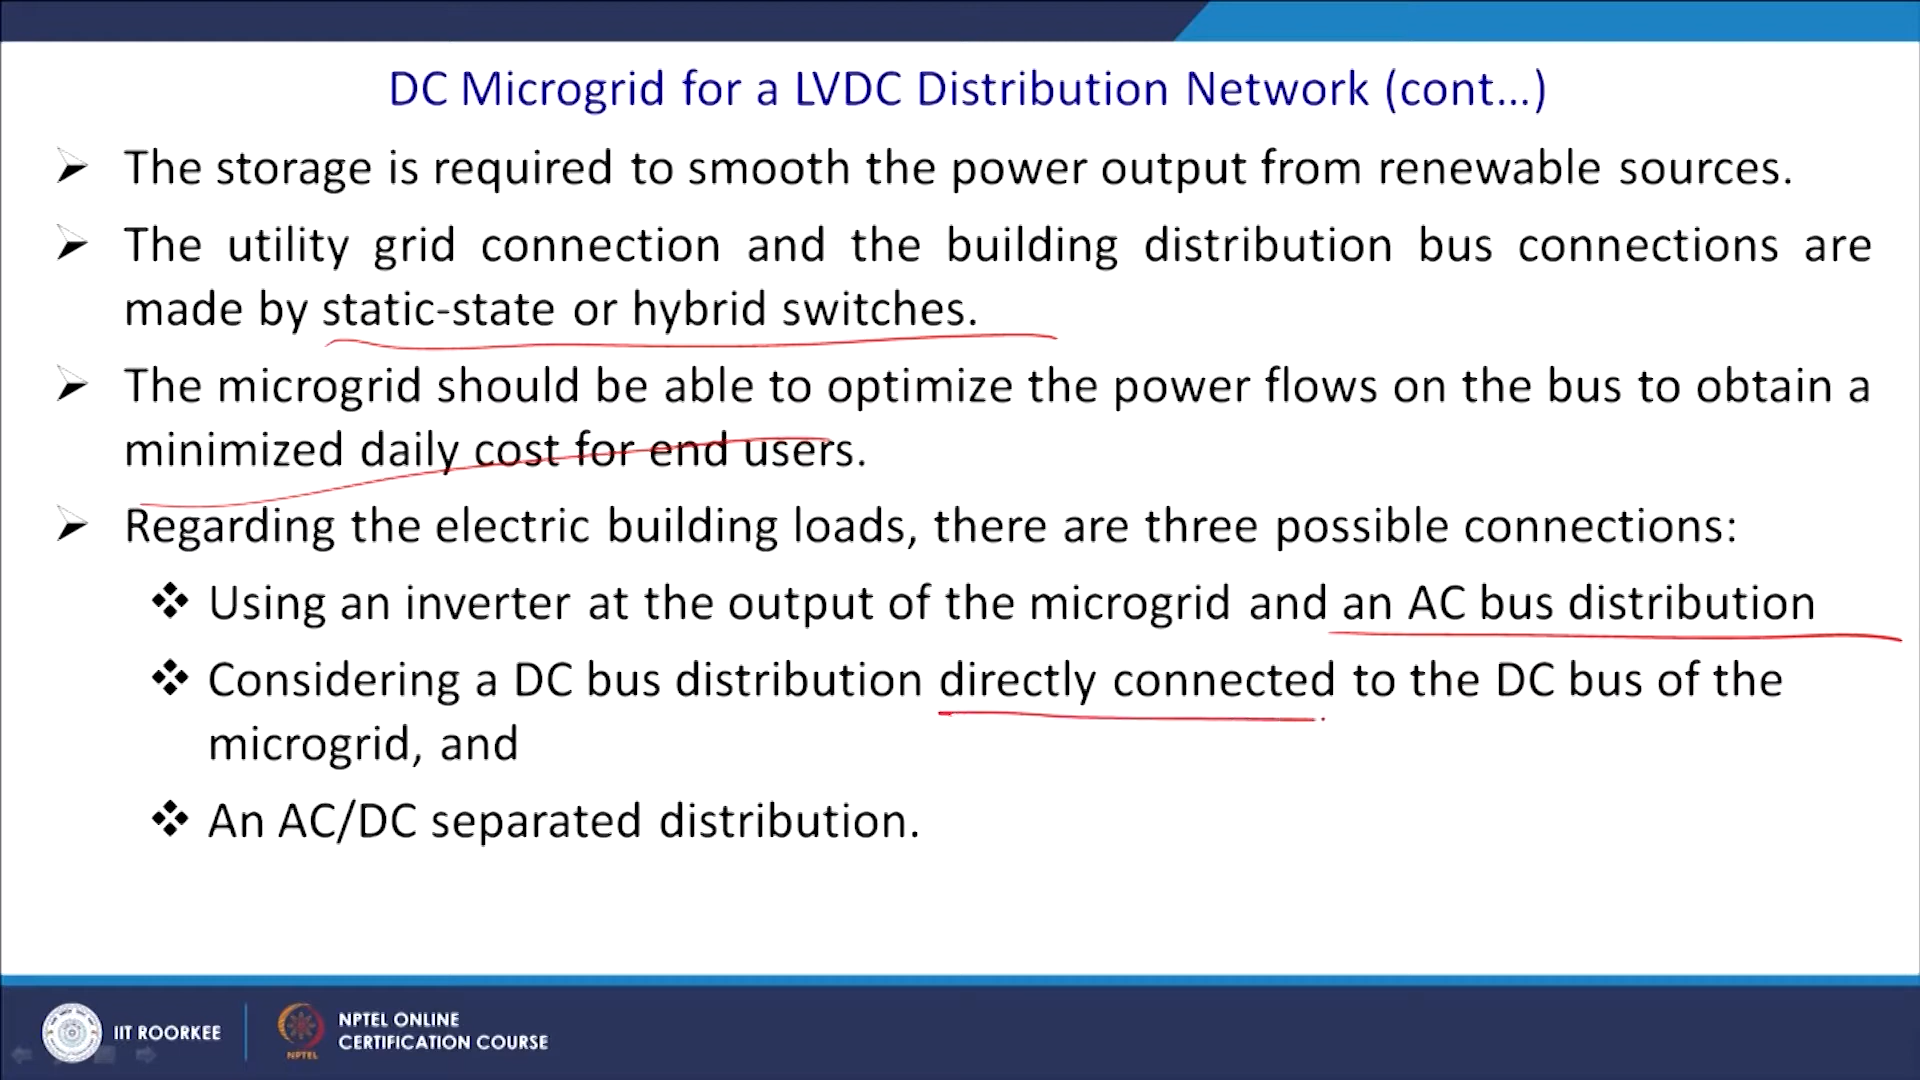 DC Microgrid for a LVDC Distribution Network (cont...)
The storage is required to smooth the power output from renewable sources.
The utility grid connection and the building distribution bus connections are
made by static-state or hybrid switches.
The microgrid should be able to optimize the power flows on the bus to obtain a
minimized daily cost for end users.
Regarding the electric building loads, there are three possible connections:
Using an inverter at the output of the microgrid and an AC bus distribution
Considering a DC bus distribution directly connected to the DC bus of the
microgrid, and
An AC/DC separated distribution.
IIT ROORKEE
NPTEL
NPTEL ONLINE
CERTIFICATION COURSE